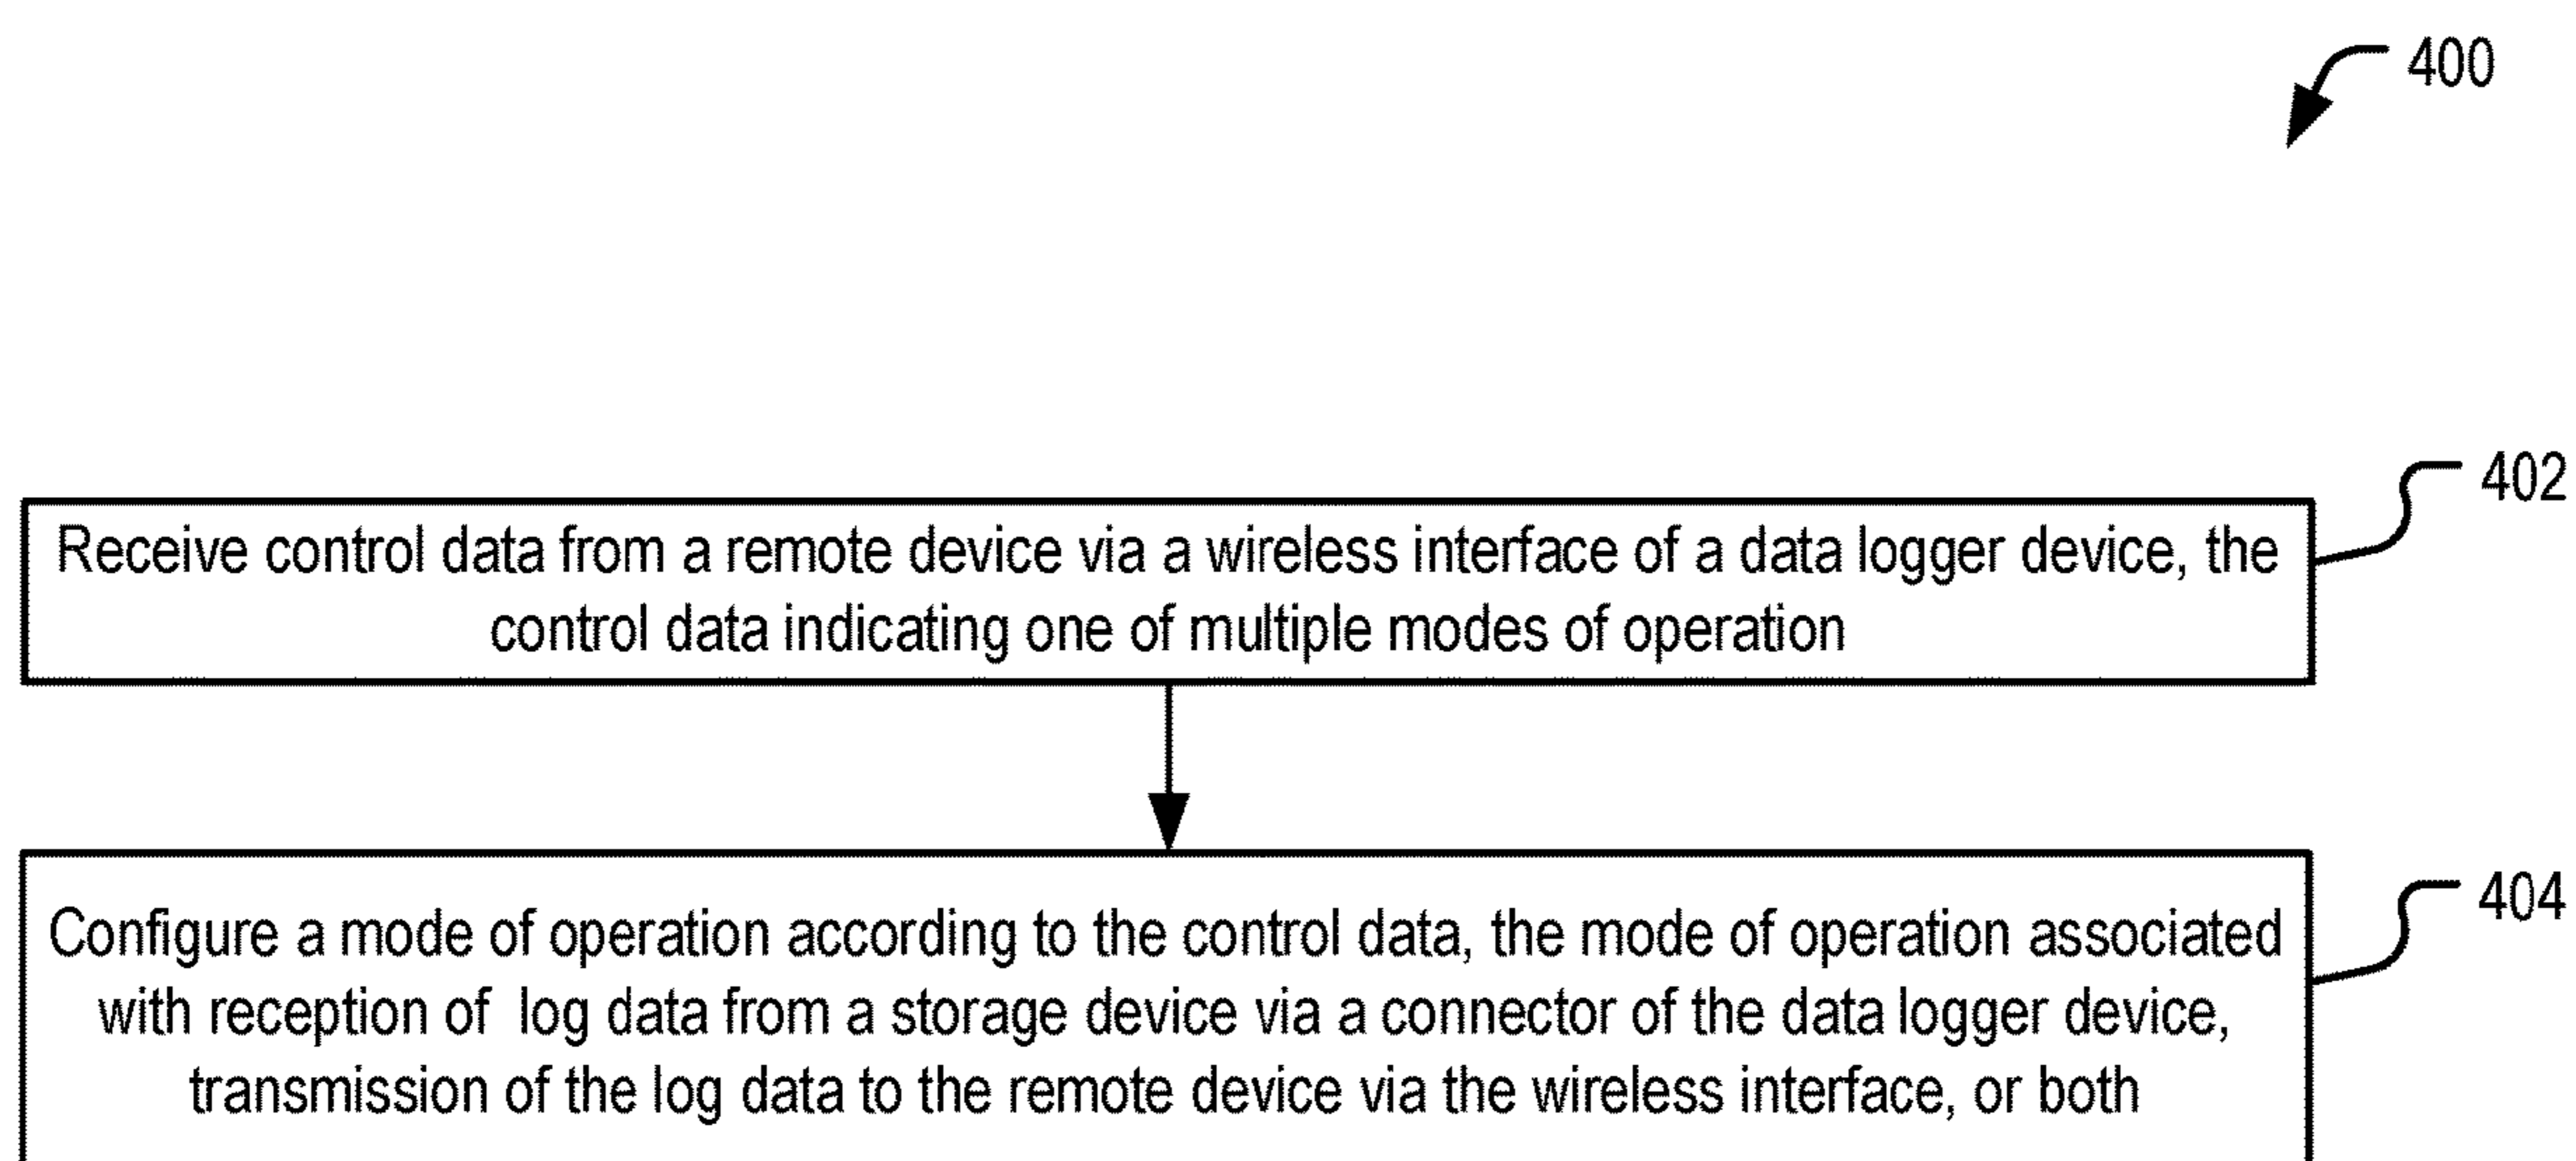 400
402
Receive control data from a remote device via a wireless interface of a data logger device, the
control data indicating one of multiple modes of operation
404
Configure a mode of operation according to the control data, the mode of operation associated
with reception of log data from a storage device via a connector of the data logger device,
transmission of the log data to the remote device via the wireless interface, or both